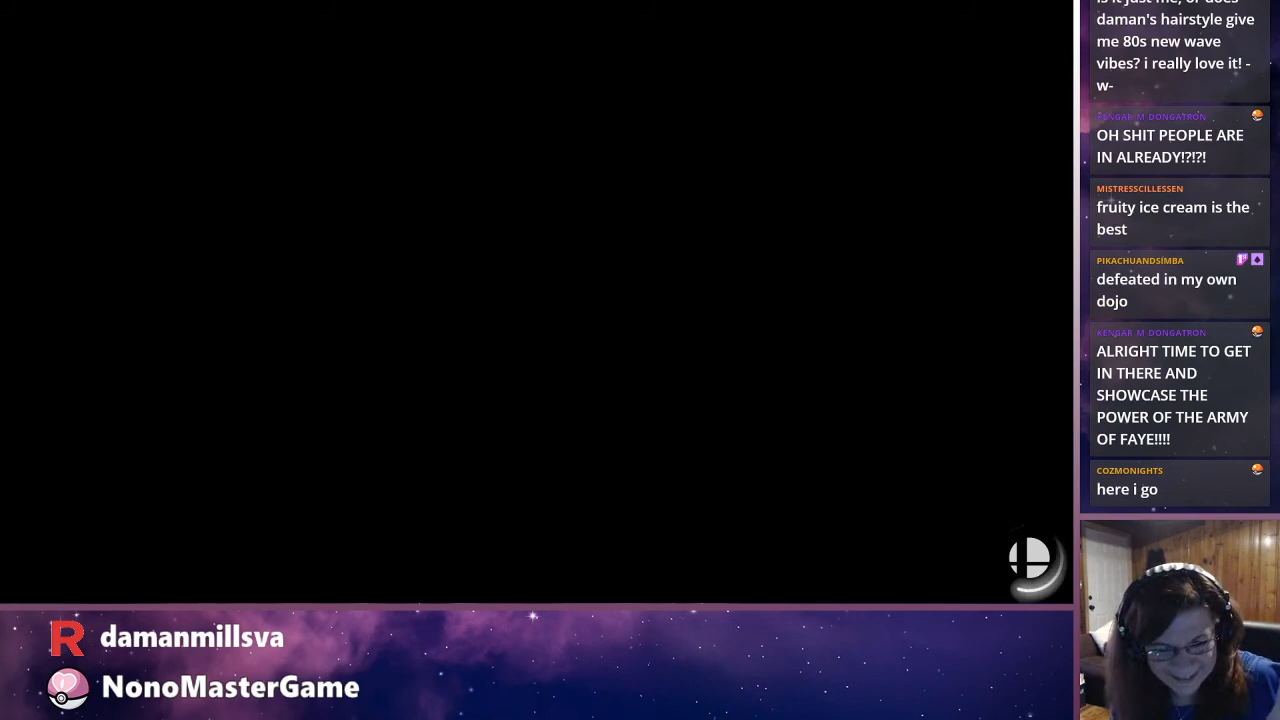 daman's hairstyle give
me 80s new wave
vibes? i really love it! -
w-
KENGAR_M_DONGATRON
OH SHIT PEOPLE ARE
IN ALREADY!?!?!
MISTRESSCILLESSEN
fruity ice cream is the
best
PIKACHUANDSIMBA
defeated in my own
dojo
KENGAR_M_DONGATRON
ALRIGHT TIME TO GET
IN THERE AND
SHOWCASE THE
POWER OF THE ARMY
OF FAYE!!!!
COZMONIGHTS
here i go
R damanmillsva
NonoMasterGame